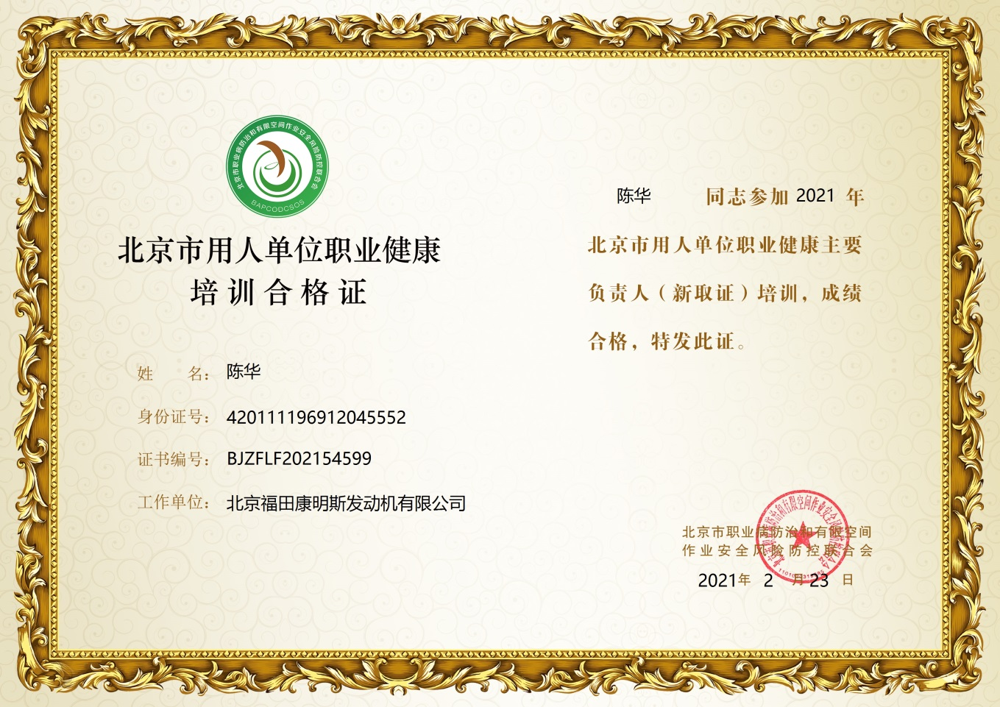 北京市职业病防治和有限空间作业安全风险防控联合会
BAPCODCSOS
北京市用人单位职业健康
培训合格证
姓 名： 陈华
身份证号： 420111196912045552
证书编号： BJZFLF202154599
工作单位： 北京福田康明斯发动机有限公司
陈华 同志参加 2021 年
北京市用人单位职业健康主要
负责人（新取证）培训，成绩
合格，特发此证。
北京市职业病防治和有限空间
作业安全风险防控联合会
2021年 2 月 23 日